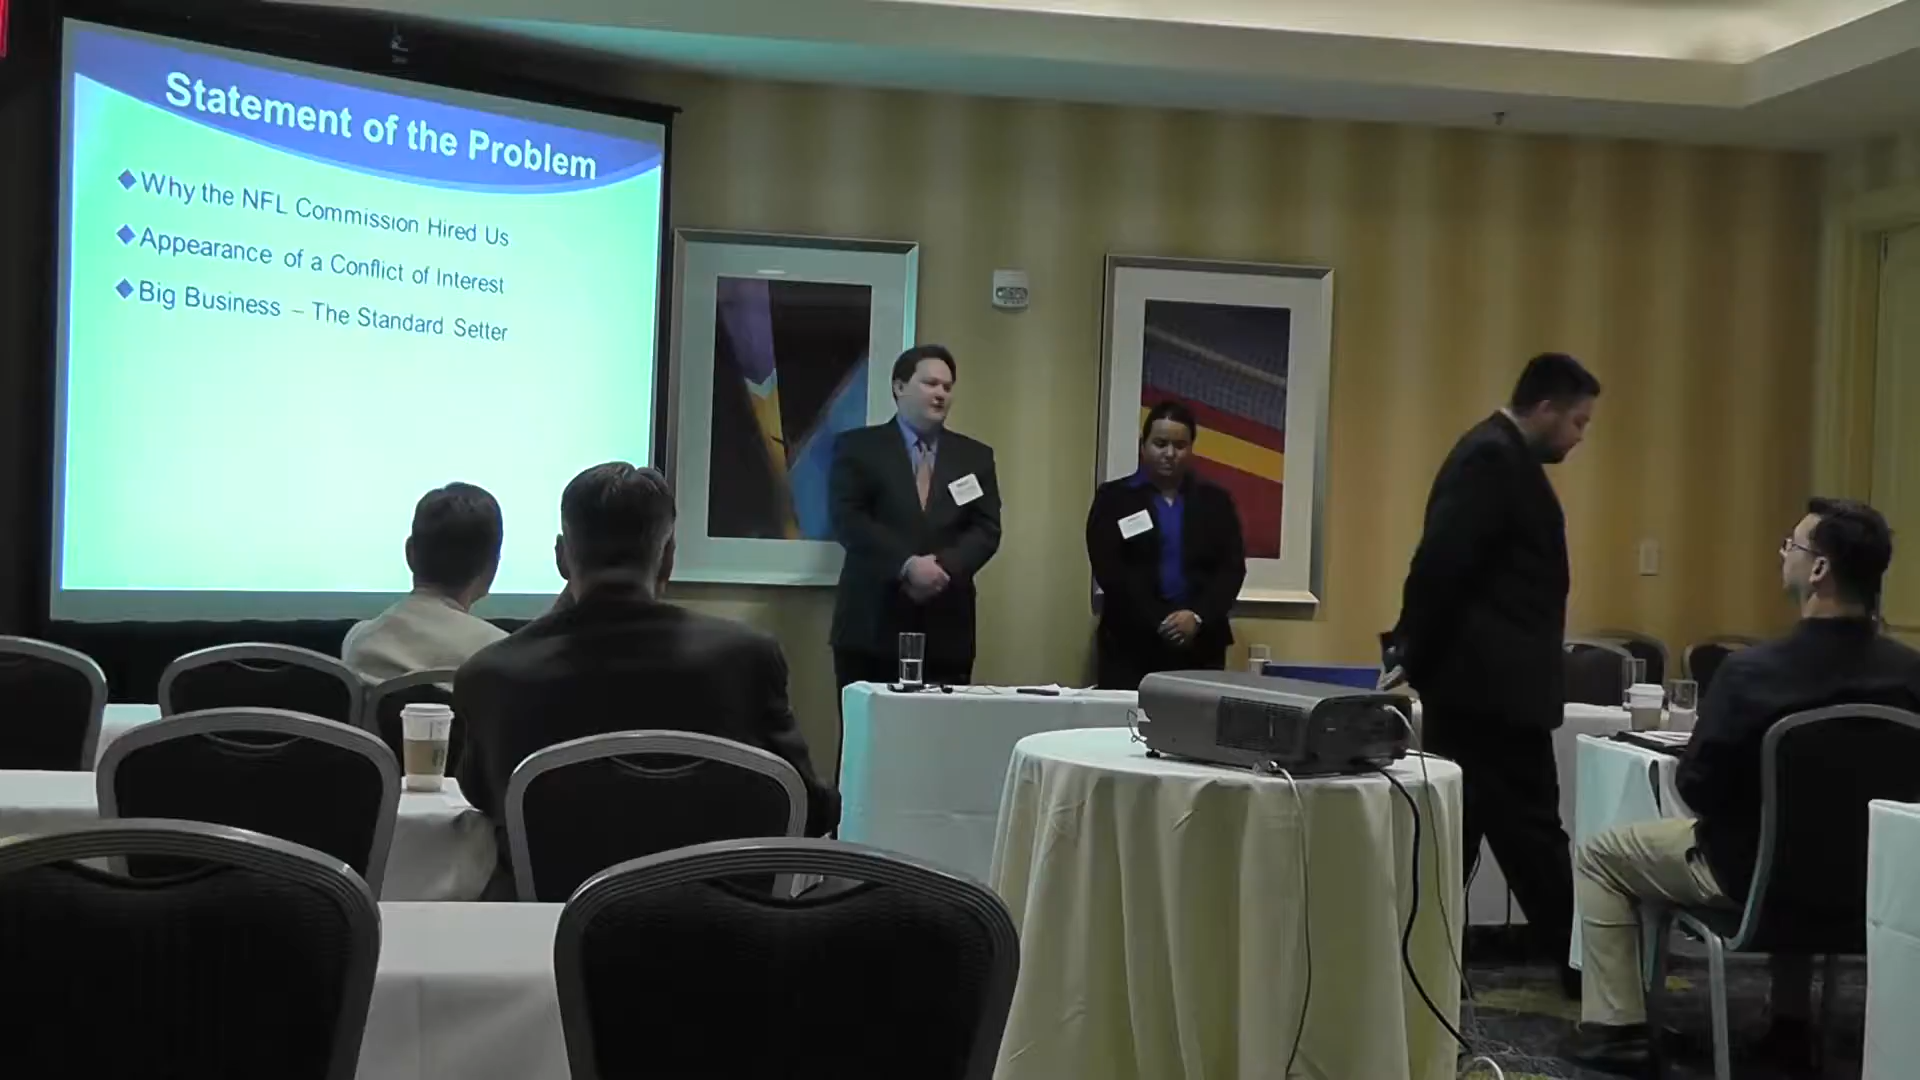 Statement of the Problem
Why the NFL Commission Hired Us
Appearance of a Conflict of Interest
Big Business – The Standard Setter